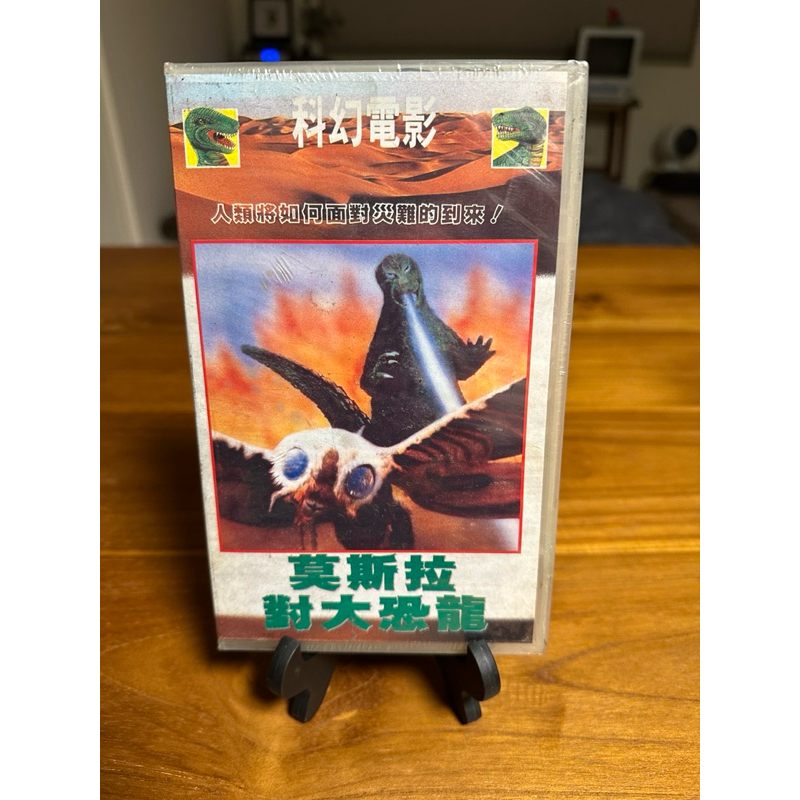 科幻電影
人類將如何面對災難的到來！
莫斯拉
對大恐龍